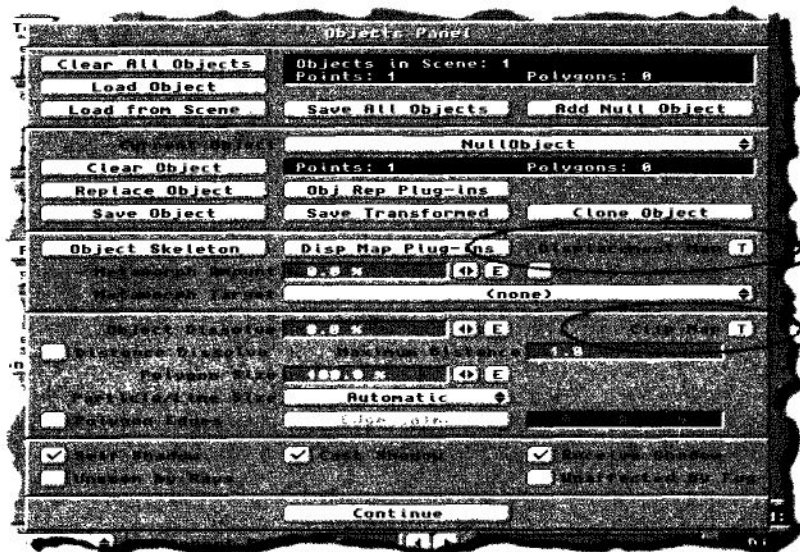 Objects Panel
Clear All Objects
Objects in Scene: 1
Points: 1 Polygons: 0
Load Object
Load from Scene Save All Objects Add Null Object
Current Object NullObject
Clear Object Points: 1 Polygons: 0
Replace Object Obj Rep Plug-ins
Save Object Save Transformed Clone Object
Object Skeleton Disp Map Plug-ins Displacement Map T
Metamorph Amount 0.0 % E
Metamorph Target (none)
Object Dissolve 0.0 % E Clip Map T
Distance Dissolve Maximum Distance 1.0
Polygon Size 100.0 % E
Particle/Line Size Automatic
Polygon Edges Edge Color
Self Shadow Cast Shadow Receive Shadow
Unseen by Rays Unaffected by Fog
Continue